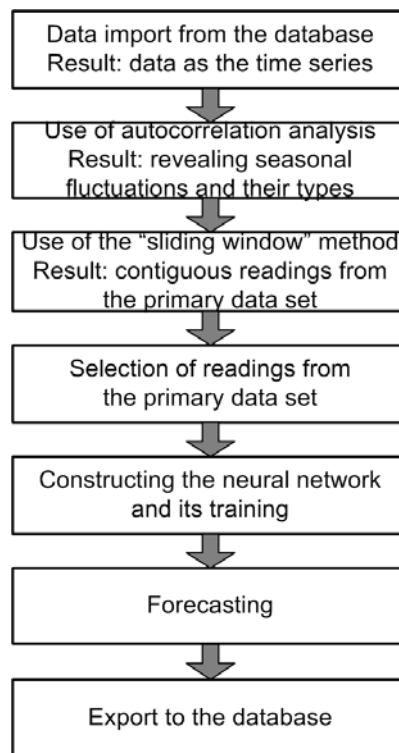 Data import from the database
Result: data as the time series
Use of autocorrelation analysis
Result: revealing seasonal
fluctuations and their types
Use of the “sliding window” method
Result: contiguous readings from
the primary data set
Selection of readings from
the primary data set
Constructing the neural network
and its training
Forecasting
Export to the database